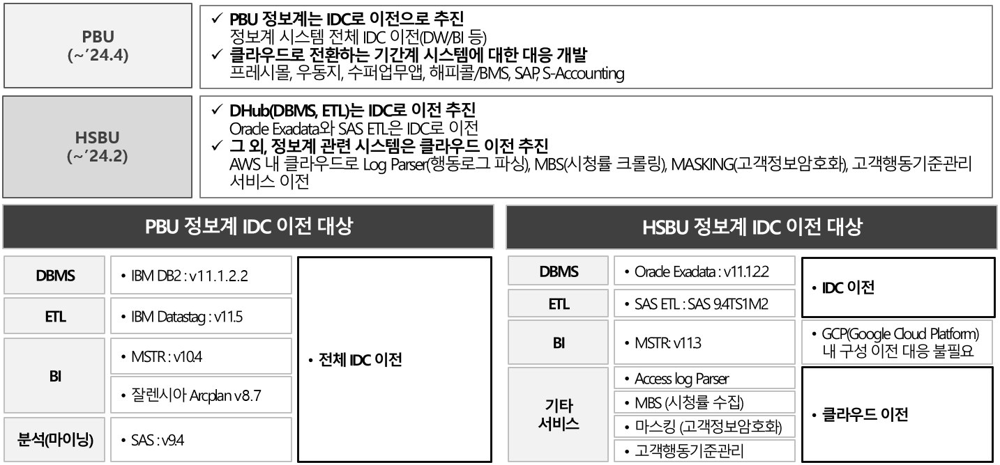 PBU
(~’24.4)
✓ PBU 정보계는 IDC로 이전으로 추진
정보계 시스템 전체 IDC 이전(DW/BI 등)
✓ 클라우드로 전환하는 기간계 시스템에 대한 대응 개발
프레시몰, 우동지, 수퍼업무앱, 해피콜/BMS, SAP, S-Accounting
HSBU
(~’24.2)
✓ DHub(DBMS, ETL)는 IDC로 이전 추진
Oracle Exadata와 SAS ETL은 IDC로 이전
✓ 그 외, 정보계 관련 시스템은 클라우드 이전 추진
AWS 내 클라우드로 Log Parser(행동로그 파싱), MBS(시청률 크롤링), MASKING(고객정보암호화), 고객행동기준관리
서비스 이전
PBU 정보계 IDC 이전 대상
DBMS
• IBM DB2 : v11.1.2.2
ETL
• IBM Datastag : v11.5
BI
• MSTR : v10.4
• 잘렌시아 Arcplan v8.7
분석(마이닝)
• SAS : v9.4
• 전체 IDC 이전
HSBU 정보계 IDC 이전 대상
DBMS
• Oracle Exadata : v11.1.2.2
ETL
• SAS ETL : SAS 9.4TS1M2
• IDC 이전
BI
• MSTR: v11.3
• GCP(Google Cloud Platform)
내 구성 이전 대응 불필요
기타
서비스
• Access log Parser
• MBS (시청률 수집)
• 마스킹 (고객정보암호화)
• 고객행동기준관리
• 클라우드 이전